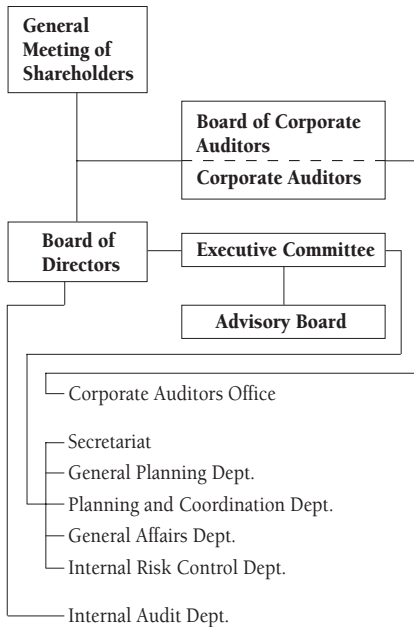 General
Meeting of
Shareholders
Board of Corporate
Auditors
Corporate Auditors
Board of
Directors
Executive Committee
Advisory Board
Corporate Auditors Office
Secretariat
General Planning Dept.
Planning and Coordination Dept.
General Affairs Dept.
Internal Risk Control Dept.
Internal Audit Dept.